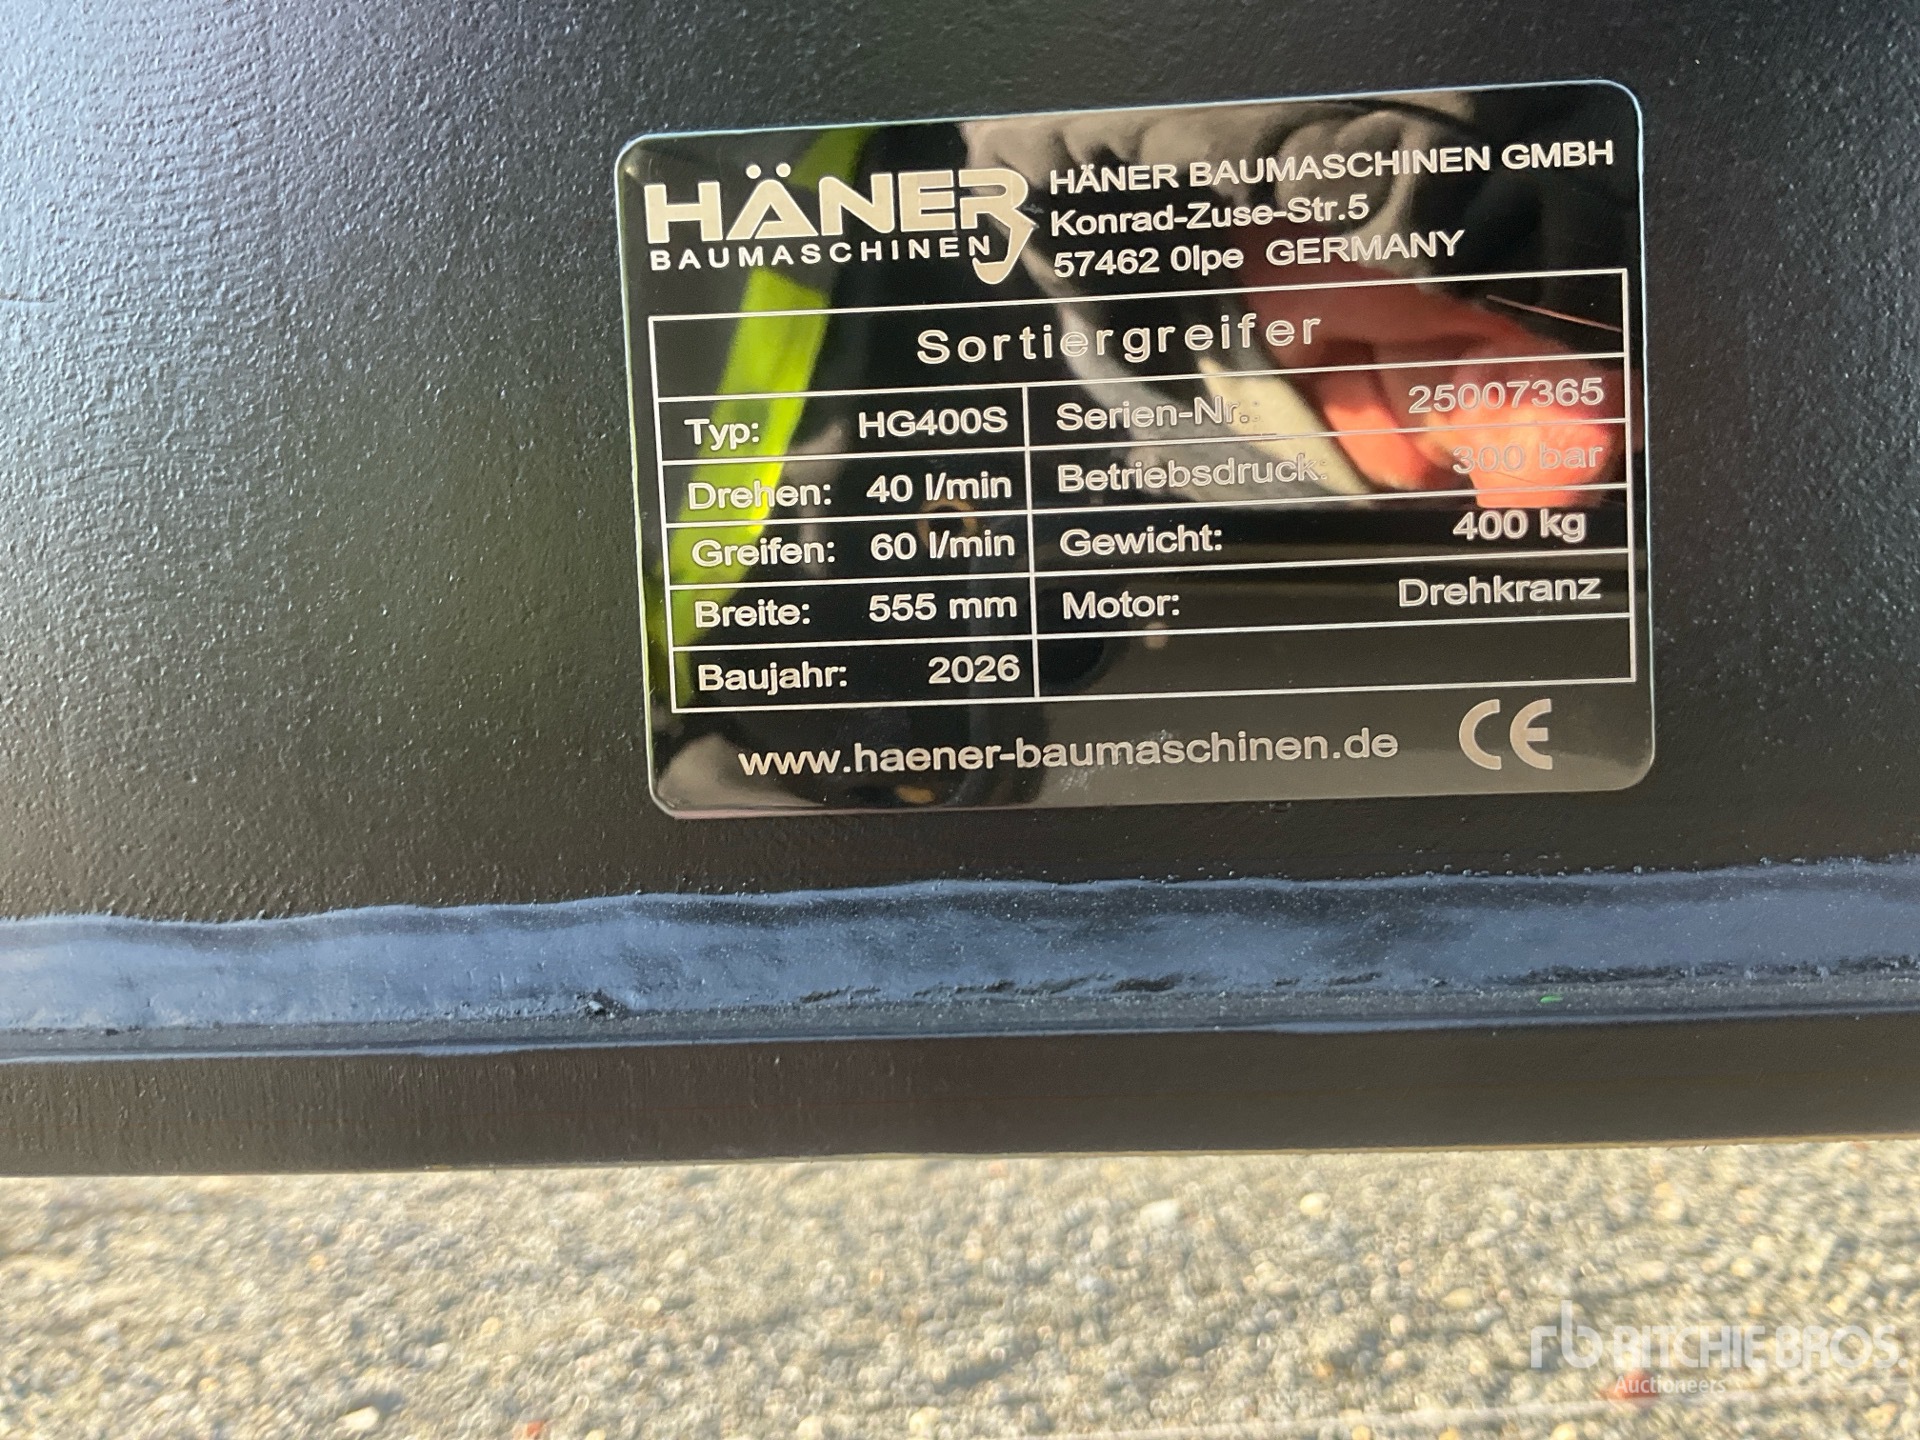 HÄNER
BAUMASCHINEN
HÄNER BAUMASCHINEN GMBH
Konrad-Zuse-Str.5
57462 Olpe GERMANY
Sortiergreifer
Typ: HG400S Serien-Nr.: 25007365
Drehen: 40 l/min Betriebsdruck: 300 bar
Greifen: 60 l/min Gewicht: 400 kg
Breite: 555 mm Motor: Drehkranz
Baujahr: 2026
www.haener-baumaschinen.de CE
rb RITCHIE BROS.
Auctioneers